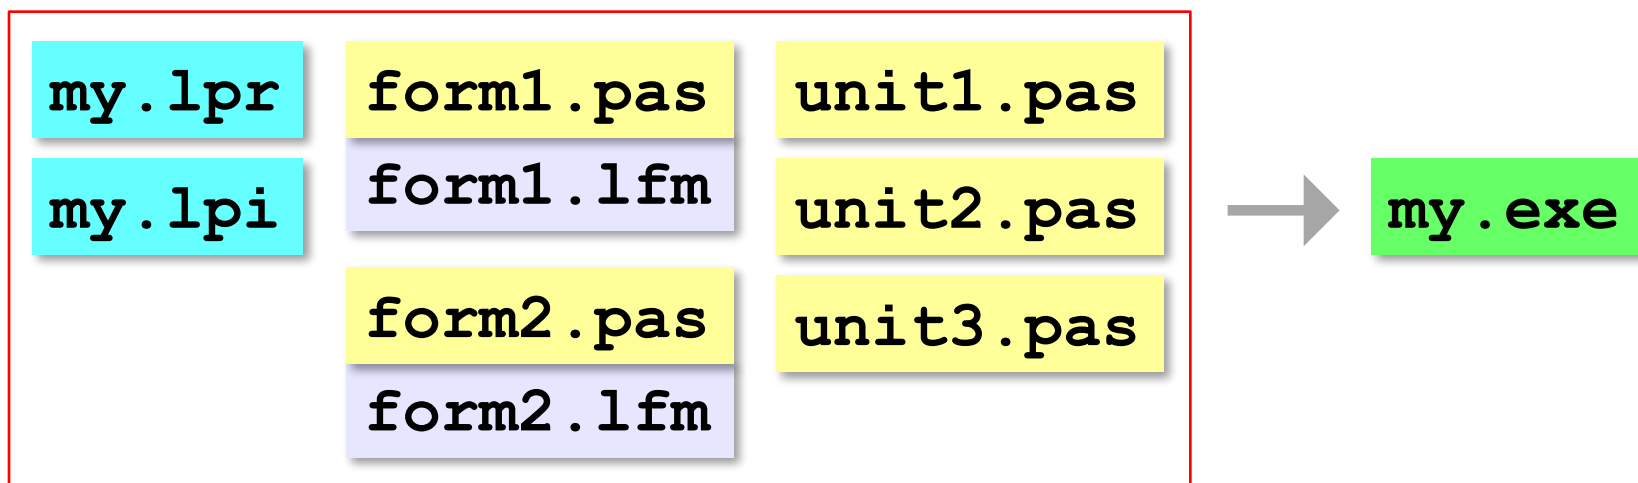 my.lpr
my.lpi
form1.pas
form1.lfm
form2.pas
form2.lfm
unit1.pas
unit2.pas
unit3.pas
my.exe